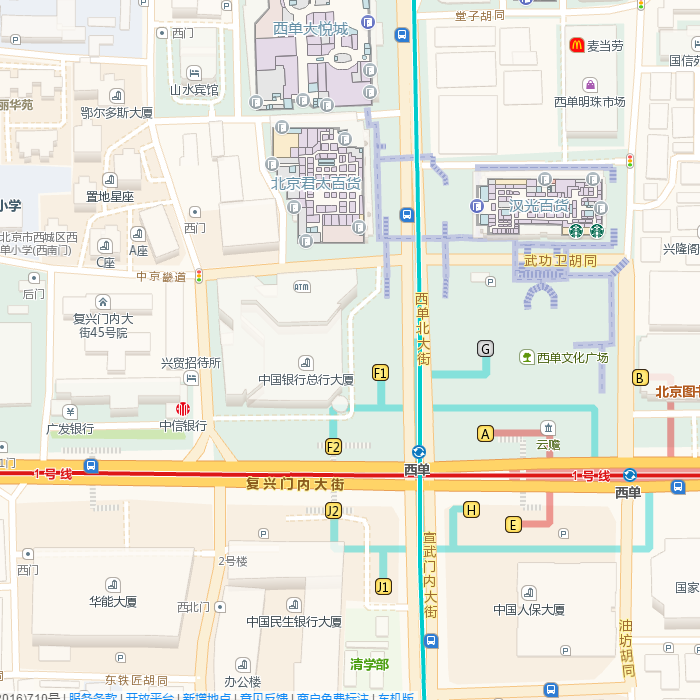 西门
西单大悦城
堂子胡同
麦当劳
国信苑
山水宾馆
丽华苑
鄂尔多斯大厦
西单明珠市场
北京君太百货
汉光百货
置地星座
小学
西门
北京市西城区西
单小学(西南门)
A座
C座
兴隆阁
中京畿道
武功卫胡同
后门
ATM
复兴门内大
街45号院
西单北大街
G
兴贸招待所
中国银行总行大厦
F1
西单文化广场
B
北京图书
广发银行
中信银行
A
云瞻
F2
西单
1号线
1号线
复兴门内大街
西单
J2
H
E
宣武门内大街
2号楼
西门
J1
华能大厦
西北门
中国民生银行大厦
中国人保大厦
国家
油坊胡同
清学部
东铁匠胡同
办公楼
2016)710号 | 服务条款 | 开放平台 | 新增地点 | 意见反馈 | 商户免费标注 | 车机版